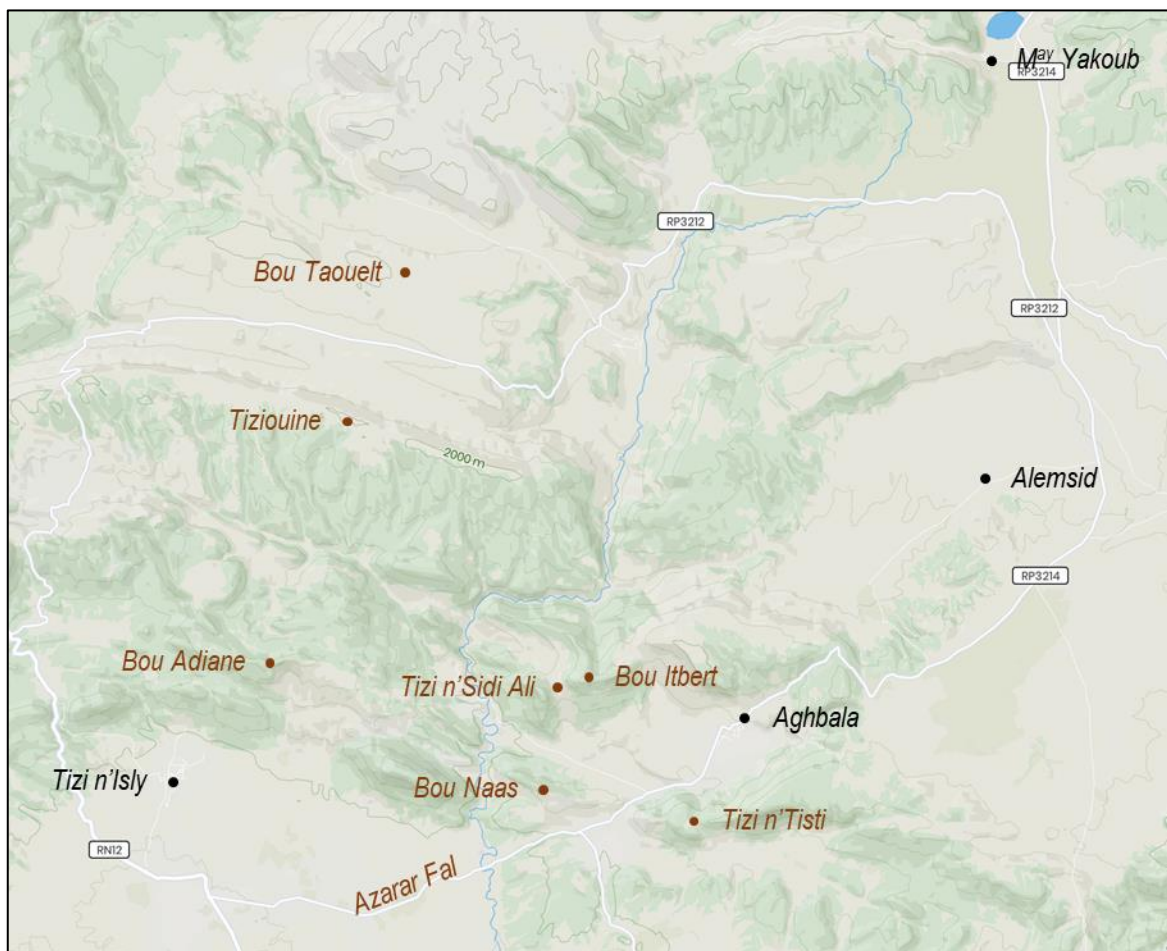 Mᵃʸ Yakoub
RP3214
RP3212
Bou Taouelt
RP3212
Tiziouine
2000 m
Alemsid
RP3214
Bou Adiane
Tizi n’Sidi Ali
Bou Itbert
Aghbala
Tizi n’Isly
Bou Naas
Tizi n’Tisti
RN12
Azarar Fal